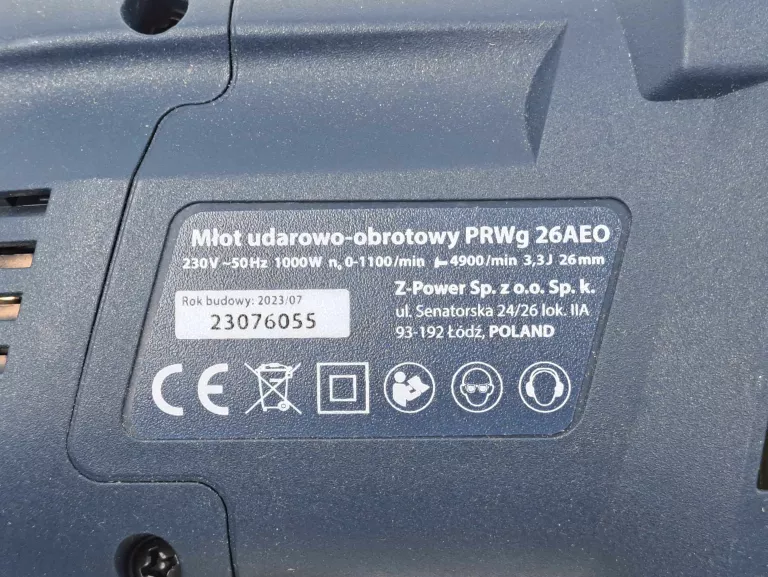 Młot udarowo-obrotowy PRWg 26AEO
230V ~50Hz 1000W n₀ 0-1100/min 4900/min 3,3J 26mm
Z-Power Sp. z o.o. Sp. k.
Rok budowy: 2023/07
ul. Senatorska 24/26 lok. IIA
23076055
93-192 Łódź, POLAND
CE